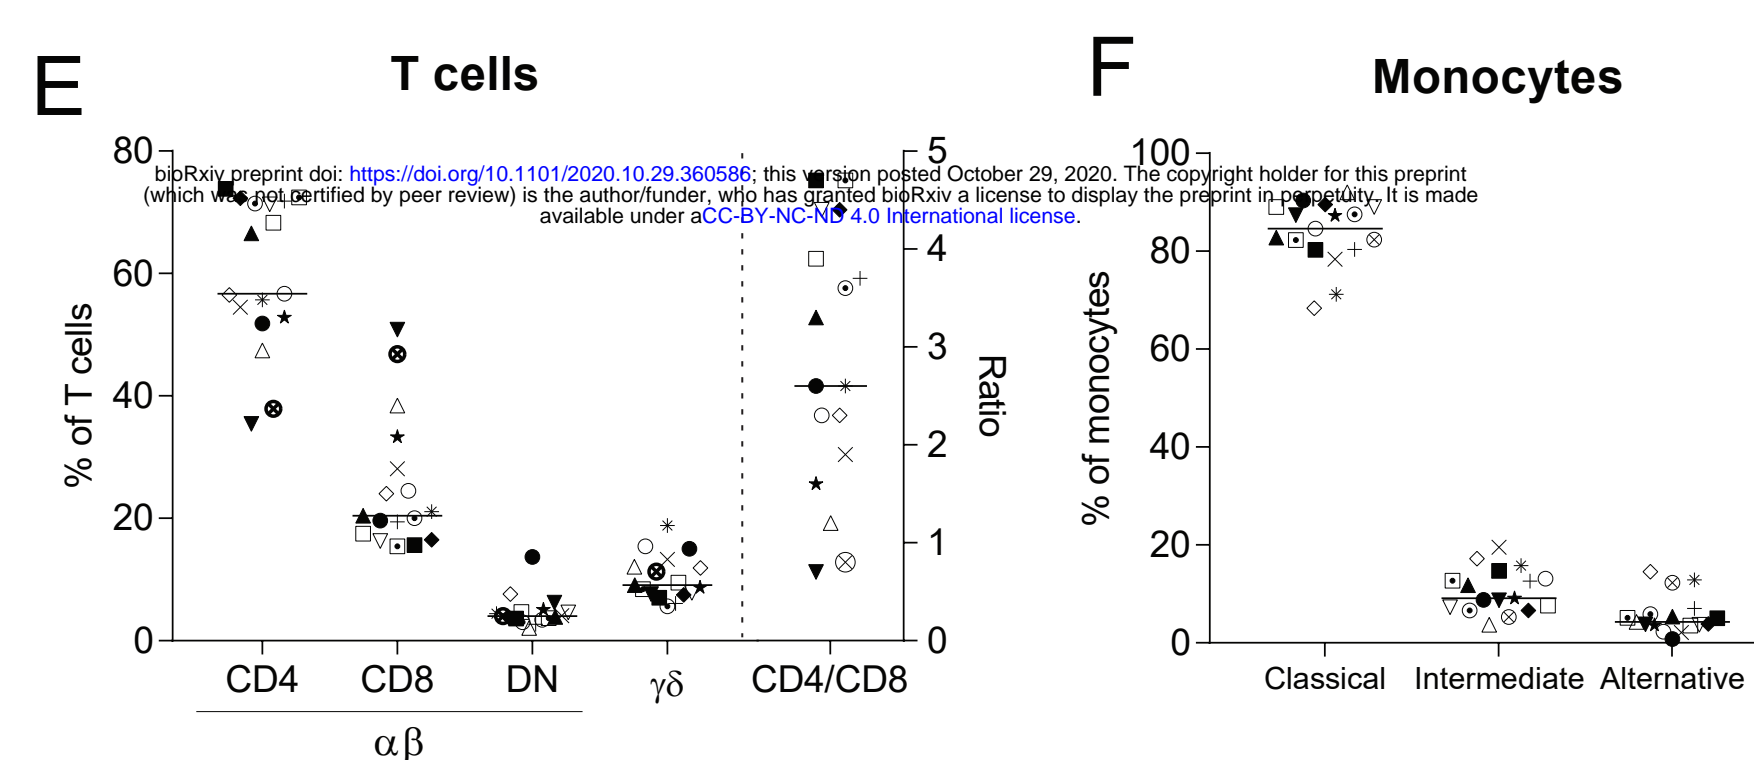 E
T cells
F
Monocytes
bioRxiv preprint doi: https://doi.org/10.1101/2020.10.29.360586; this version posted October 29, 2020. The copyright holder for this preprint
(which was not certified by peer review) is the author/funder, who has granted bioRxiv a license to display the preprint in perpetuity. It is made
available under aCC-BY-NC-ND 4.0 International license.
80
60
40
20
0
% of T cells
5
4
3
2
1
0
Ratio
CD4 CD8 DN γδ CD4/CD8
αβ
100
80
60
40
20
0
% of monocytes
Classical Intermediate Alternative